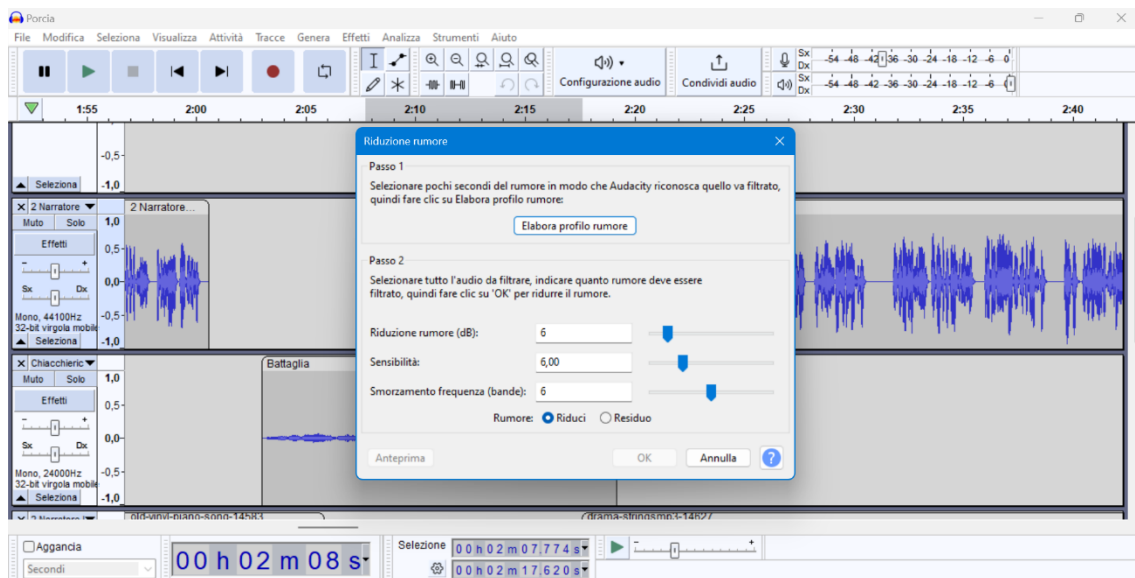 Porcia
File Modifica Seleziona Visualizza Attività Tracce Genera Effetti Analizza Strumenti Aiuto
Configurazione audio Condividi audio
Sx -54 -48 -42 -36 -30 -24 -18 -12 -6 0
Dx
Sx -54 -48 -42 -36 -30 -24 -18 -12 -6
Dx
1:55 2:00 2:05 2:10 2:15 2:20 2:25 2:30 2:35 2:40
-0,5
Seleziona -1,0
2 Narratore 2 Narratore...
Muto Solo 1,0
Effetti 0,5
- +
Sx Dx 0,0
Mono, 44100Hz -0,5
32-bit virgola mobile
Seleziona -1,0
Chiacchieric Battaglia
Muto Solo 1,0
Effetti 0,5
- +
Sx Dx 0,0
Mono, 24000Hz -0,5
32-bit virgola mobile
Seleziona -1,0
2 Narratore old-vinyl-piano-song-14583 drama-stringsmp3-14627
Riduzione rumore
Passo 1
Selezionare pochi secondi del rumore in modo che Audacity riconosca quello va filtrato,
quindi fare clic su Elabora profilo rumore:
Elabora profilo rumore
Passo 2
Selezionare tutto l'audio da filtrare, indicare quanto rumore deve essere
filtrato, quindi fare clic su 'OK' per ridurre il rumore.
Riduzione rumore (dB): 6
Sensibilità: 6,00
Smorzamento frequenza (bande): 6
Rumore: Riduci Residuo
Anteprima OK Annulla ?
Aggancia
Secondi
00 h 02 m 08 s
Selezione 00 h 02 m 07.774 s
00 h 02 m 17.620 s
- +